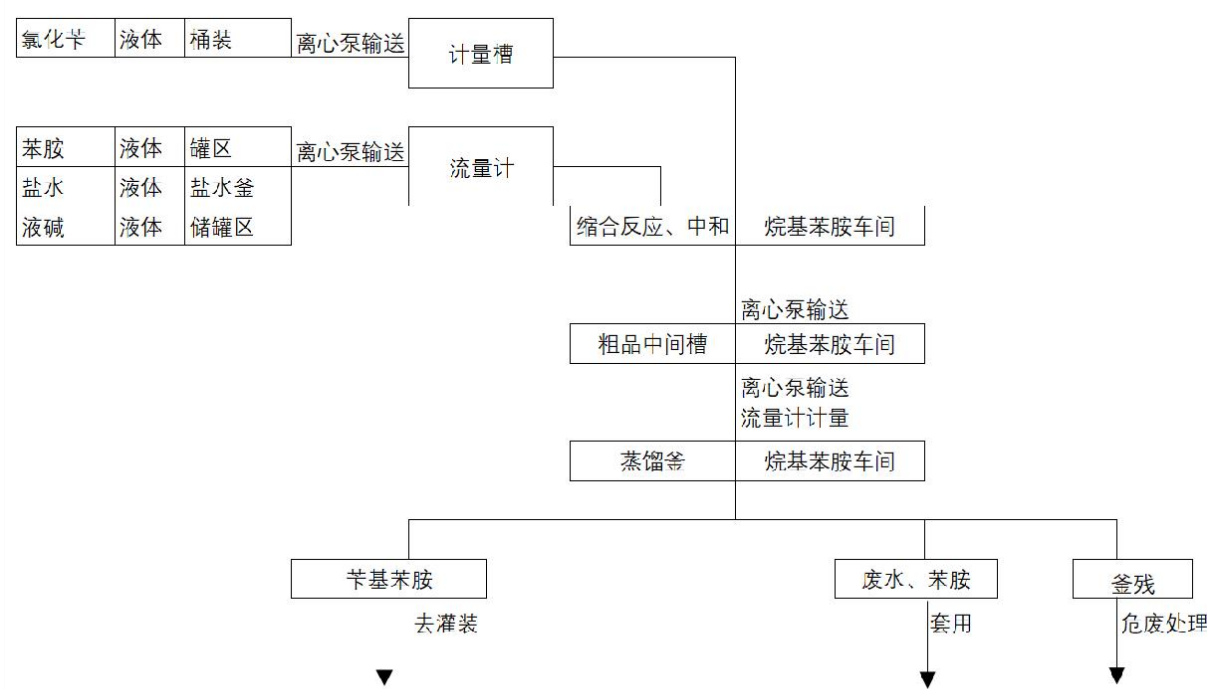 氯化苄 液体 桶装 离心泵输送 计量槽
苯胺 液体 罐区 离心泵输送 流量计
盐水 液体 盐水釜
液碱 液体 储罐区
缩合反应、中和 烷基苯胺车间
离心泵输送
粗品中间槽 烷基苯胺车间
离心泵输送
流量计计量
蒸馏釜 烷基苯胺车间
苄基苯胺 废水、苯胺 釜残
去灌装 套用 危废处理